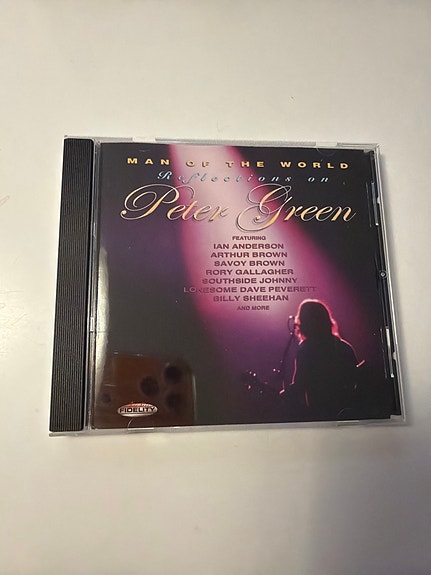 MAN OF THE WORLD
Reflections on
Peter Green
FEATURING
IAN ANDERSON
ARTHUR BROWN
SAVOY BROWN
RORY GALLAGHER
SOUTHSIDE JOHNNY
LONESOME DAVE PEVERETT
BILLY SHEEHAN
AND MORE
FIDELITY